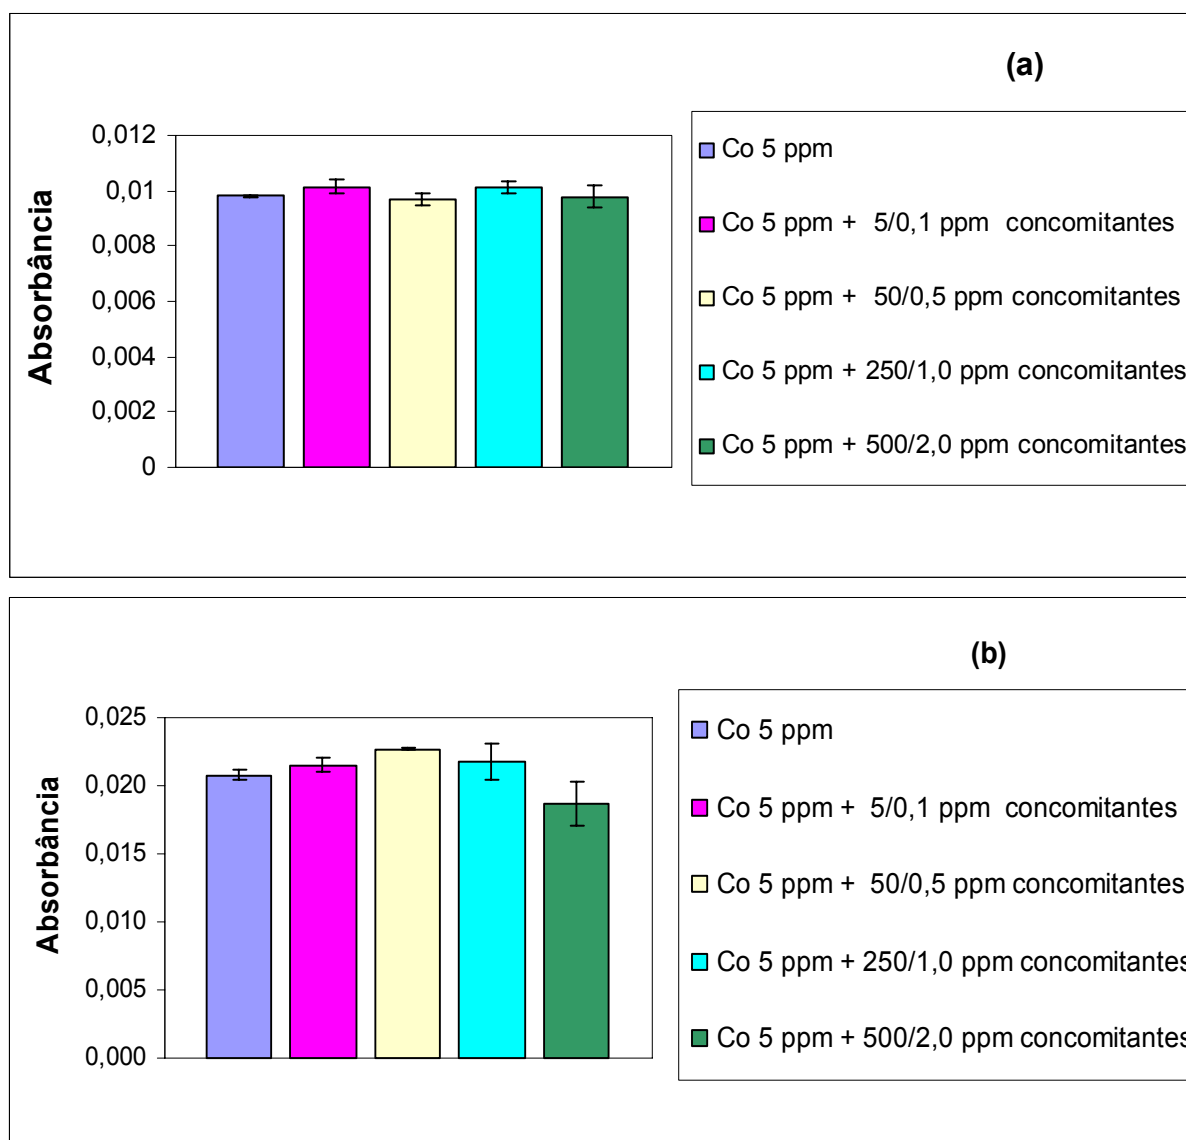 (a)
Absorbância
0,012
0,01
0,008
0,006
0,004
0,002
0
Co 5 ppm
Co 5 ppm + 5/0,1 ppm concomitantes
Co 5 ppm + 50/0,5 ppm concomitantes
Co 5 ppm + 250/1,0 ppm concomitantes
Co 5 ppm + 500/2,0 ppm concomitantes
(b)
Absorbância
0,025
0,020
0,015
0,010
0,005
0,000
Co 5 ppm
Co 5 ppm + 5/0,1 ppm concomitantes
Co 5 ppm + 50/0,5 ppm concomitantes
Co 5 ppm + 250/1,0 ppm concomitantes
Co 5 ppm + 500/2,0 ppm concomitantes